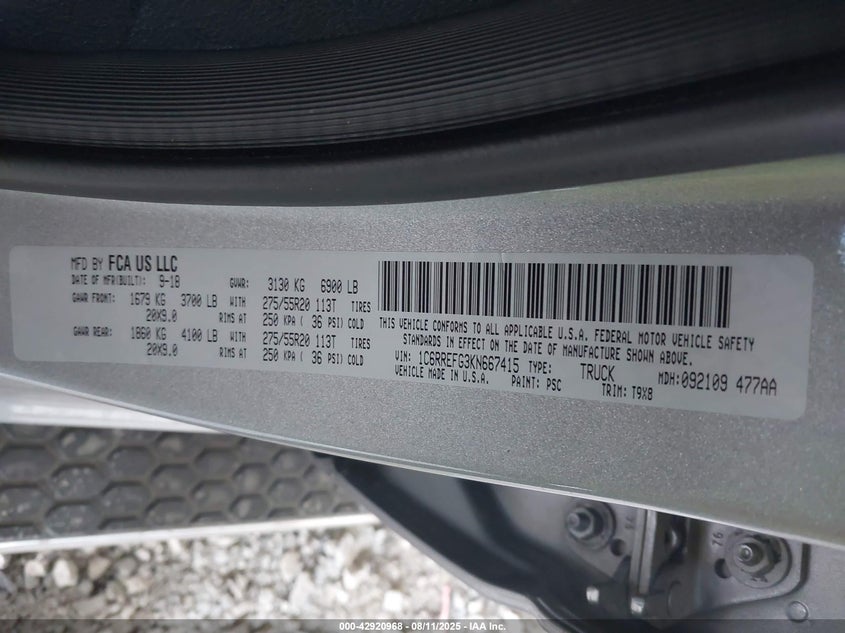 MFD BY FCA US LLC
DATE OF MFR(BUILT): 9-18 GVWR: 3130 KG 6900 LB
GAWR FRONT: 1679 KG 3700 LB WITH 275/55R20 113T TIRES
20X9.0 RIMS AT 250 KPA ( 36 PSI) COLD
GAWR REAR: 1860 KG 4100 LB WITH 275/55R20 113T TIRES
20X9.0 RIMS AT 250 KPA ( 36 PSI) COLD
THIS VEHICLE CONFORMS TO ALL APPLICABLE U.S.A. FEDERAL MOTOR VEHICLE SAFETY
STANDARDS IN EFFECT ON THE DATE OF MANUFACTURE SHOWN ABOVE.
VIN: 1C6RREFG3KN667415 TYPE: TRUCK MDH:092109 477AA
VEHICLE MADE IN U.S.A. PAINT: PSC TRIM: T9X8
000-42920968 - 08/11/2025 - IAA Inc.